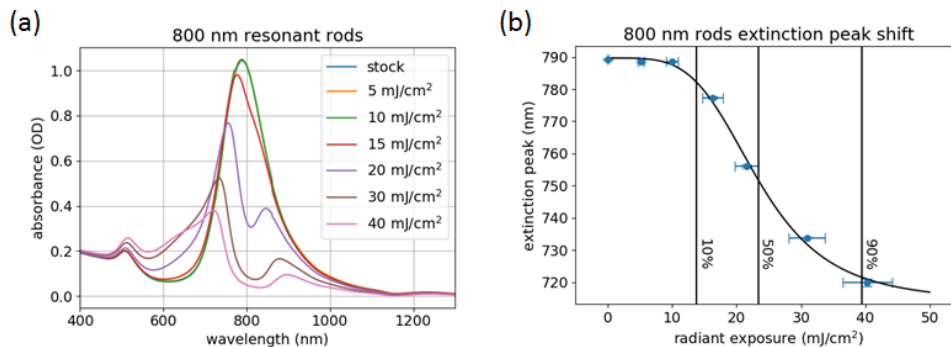 (a)
800 nm resonant rods
absorbance (OD)
1.0
0.8
0.6
0.4
0.2
0.0
400
600
800
1000
1200
wavelength (nm)
stock
5 mJ/cm²
10 mJ/cm²
15 mJ/cm²
20 mJ/cm²
30 mJ/cm²
40 mJ/cm²
(b)
800 nm rods extinction peak shift
extinction peak (nm)
790
780
770
760
750
740
730
720
10%
50%
90%
0
10
20
30
40
50
radiant exposure (mJ/cm²)